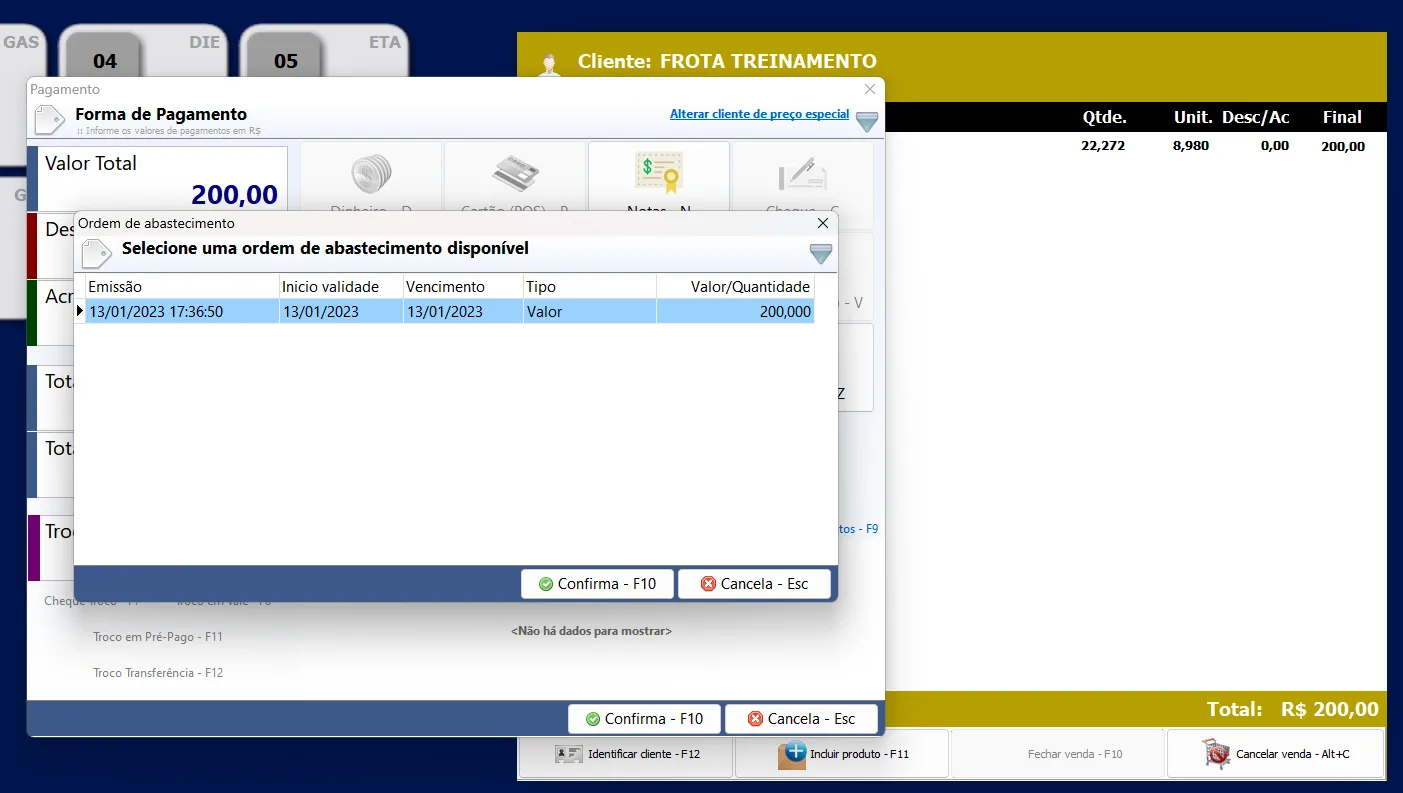 GAS
04
DIE
05
ETA
Cliente: FROTA TREINAMENTO
Pagamento
Forma de Pagamento
:: Informe os valores de pagamentos em R$
Alterar cliente de preço especial
Qtde. Unit. Desc/Ac Final
22,272 8,980 0,00 200,00
Valor Total
200,00
Ordem de abastecimento
Selecione uma ordem de abastecimento disponível
Emissão Inicio validade Vencimento Tipo Valor/Quantidade
13/01/2023 17:36:50 13/01/2023 13/01/2023 Valor 200,000
- V
Z
tos - F9
Confirma - F10 Cancela - Esc
Troco em Pré-Pago - F11
<Não há dados para mostrar>
Troco Transferência - F12
Confirma - F10 Cancela - Esc
Total: R$ 200,00
Identificar cliente - F12 Incluir produto - F11 Fechar venda - F10 Cancelar venda - Alt+C